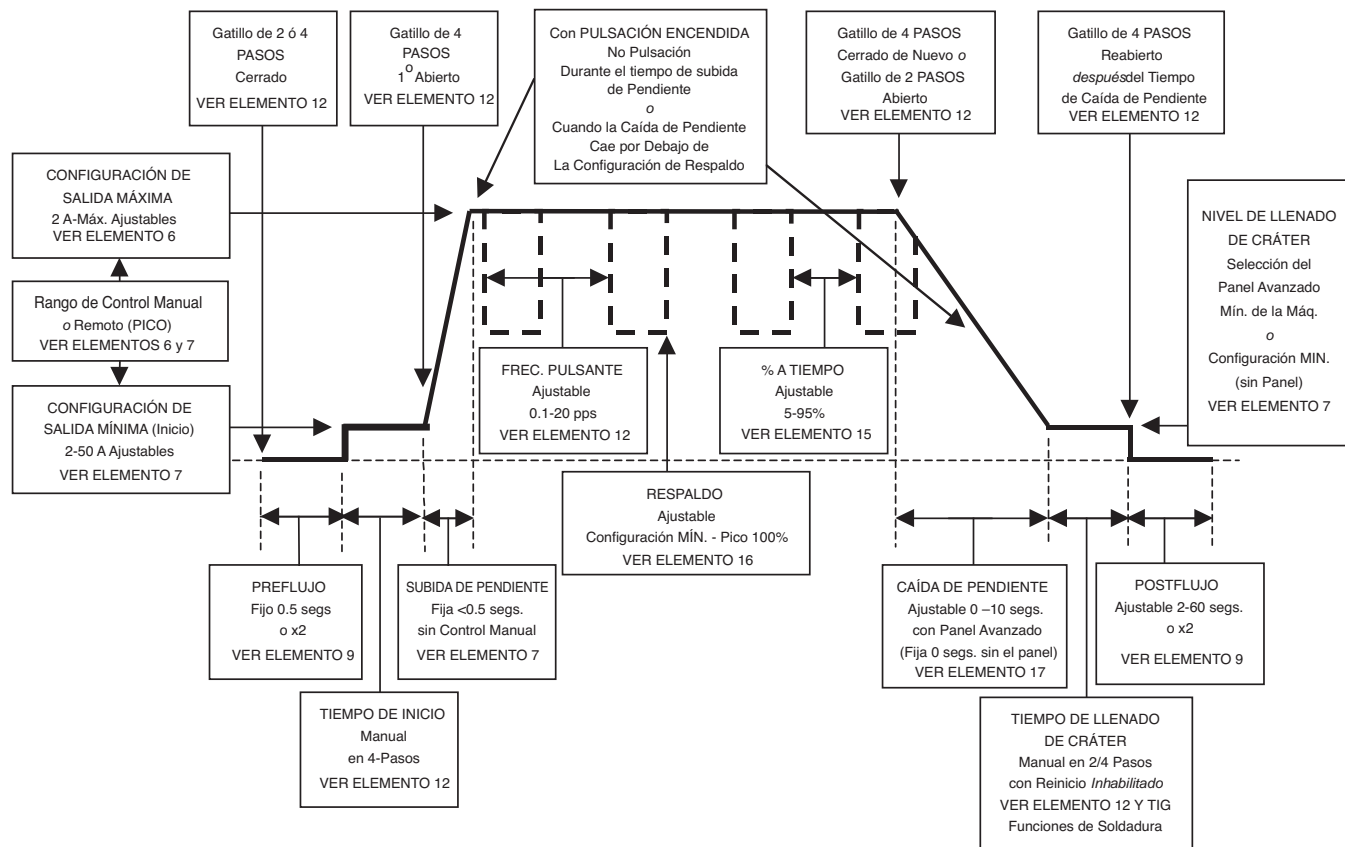 Gatillo de 2 ó 4
PASOS
Cerrado
VER ELEMENTO 12
Gatillo de 4
PASOS
1º Abierto
VER ELEMENTO 12
Con PULSACIÓN ENCENDIDA
No Pulsación
Durante el tiempo de subida
de Pendiente
o
Cuando la Caída de Pendiente
Cae por Debajo de
La Configuración de Respaldo
Gatillo de 4 PASOS
Cerrado de Nuevo o
Gatillo de 2 PASOS
Abierto
VER ELEMENTO 12
Gatillo de 4 PASOS
Reabierto
despuésdel Tiempo
de Caída de Pendiente
VER ELEMENTO 12
CONFIGURACIÓN DE
SALIDA MÁXIMA
2 A-Máx. Ajustables
VER ELEMENTO 6
Rango de Control Manual
o Remoto (PICO)
VER ELEMENTOS 6 y 7
CONFIGURACIÓN DE
SALIDA MÍNIMA (Inicio)
2-50 A Ajustables
VER ELEMENTO 7
NIVEL DE LLENADO
DE CRÁTER
Selección del
Panel Avanzado
Mín. de la Máq.
o
Configuración MIN.
(sin Panel)
VER ELEMENTO 7
FREC. PULSANTE
Ajustable
0.1-20 pps
VER ELEMENTO 12
% A TIEMPO
Ajustable
5-95%
VER ELEMENTO 15
RESPALDO
Ajustable
Configuración MÍN. - Pico 100%
VER ELEMENTO 16
PREFLUJO
Fijo 0.5 segs
o x2
VER ELEMENTO 9
SUBIDA DE PENDIENTE
Fija <0.5 segs.
sin Control Manual
VER ELEMENTO 7
CAÍDA DE PENDIENTE
Ajustable 0 –10 segs.
con Panel Avanzado
(Fija 0 segs. sin el panel)
VER ELEMENTO 17
POSTFLUJO
Ajustable 2-60 segs.
o x2
VER ELEMENTO 9
TIEMPO DE INICIO
Manual
en 4-Pasos
VER ELEMENTO 12
TIEMPO DE LLENADO
DE CRÁTER
Manual en 2/4 Pasos
con Reinicio Inhabilitado
VER ELEMENTO 12 Y TIG
Funciones de Soldadura